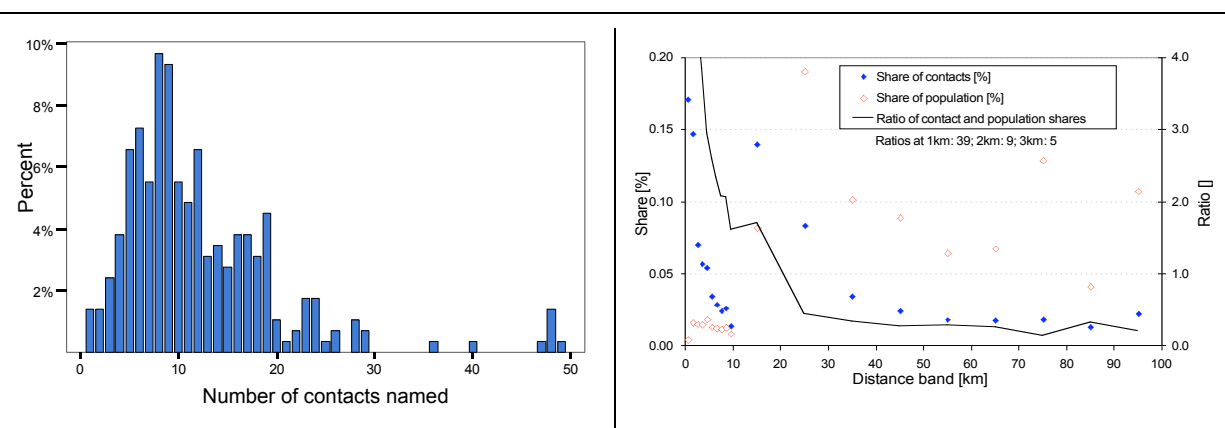 10%
8%
6%
4%
2%
Percent
0 10 20 30 40 50
Number of contacts named
0.20
0.15
0.10
0.05
0.00
Share [%]
Share of contacts [%]
Share of population [%]
Ratio of contact and population shares
Ratios at 1km: 39; 2km: 9; 3km: 5
4.0
3.0
2.0
1.0
0.0
Ratio []
0 10 20 30 40 50 60 70 80 90 100
Distance band [km]